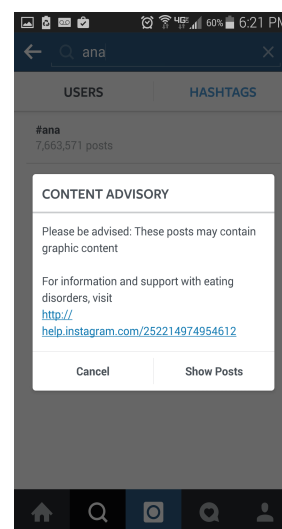 4G 60% 6:21 PM
ana
USERS HASHTAGS
#ana
7,663,571 posts
CONTENT ADVISORY
Please be advised: These posts may contain
graphic content
For information and support with eating
disorders, visit
http://
help.instagram.com/252214974954612
Cancel Show Posts